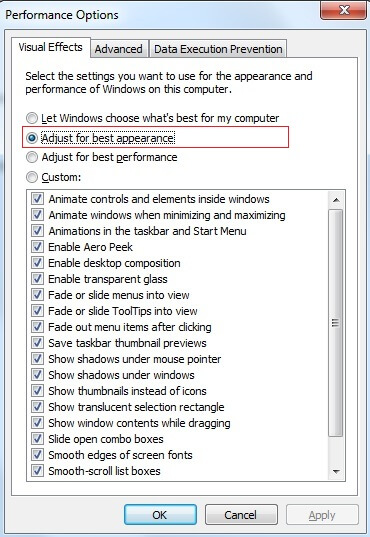 Performance Options
Visual Effects Advanced Data Execution Prevention
Select the settings you want to use for the appearance and
performance of Windows on this computer.
Let Windows choose what's best for my computer
Adjust for best appearance
Adjust for best performance
Custom:
Animate controls and elements inside windows
Animate windows when minimizing and maximizing
Animations in the taskbar and Start Menu
Enable Aero Peek
Enable desktop composition
Enable transparent glass
Fade or slide menus into view
Fade or slide ToolTips into view
Fade out menu items after clicking
Save taskbar thumbnail previews
Show shadows under mouse pointer
Show shadows under windows
Show thumbnails instead of icons
Show translucent selection rectangle
Show window contents while dragging
Slide open combo boxes
Smooth edges of screen fonts
Smooth-scroll list boxes
OK Cancel Apply